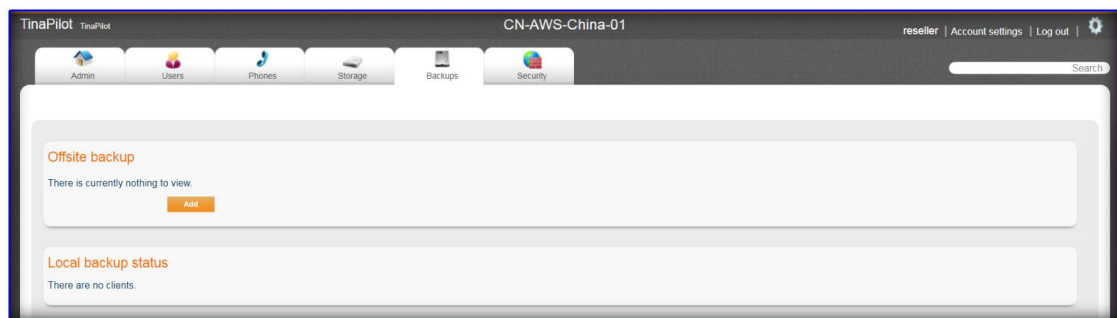 TinaPilot TinaPilot
CN-AWS-China-01
reseller | Account settings | Log out |
Admin
Users
Phones
Storage
Backups
Security
Search
Offsite backup
There is currently nothing to view.
Add
Local backup status
There are no clients.